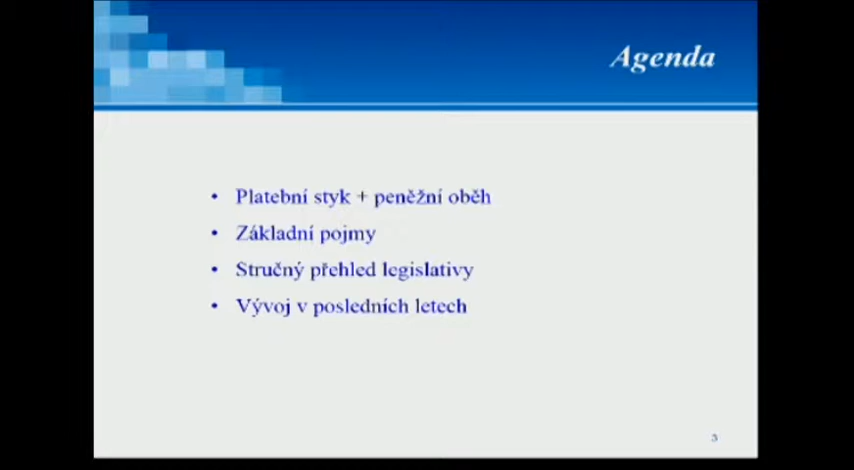 Agenda
• Platební styk + peněžní oběh
• Základní pojmy
• Stručný přehled legislativy
• Vývoj v posledních letech
3